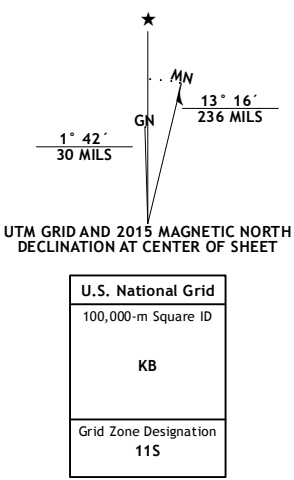 ★
MN
GN
13° 16´
236 MILS
1° 42´
30 MILS
UTM GRID AND 2015 MAGNETIC NORTH
DECLINATION AT CENTER OF SHEET
U.S. National Grid
100,000-m Square ID
KB
Grid Zone Designation
11S